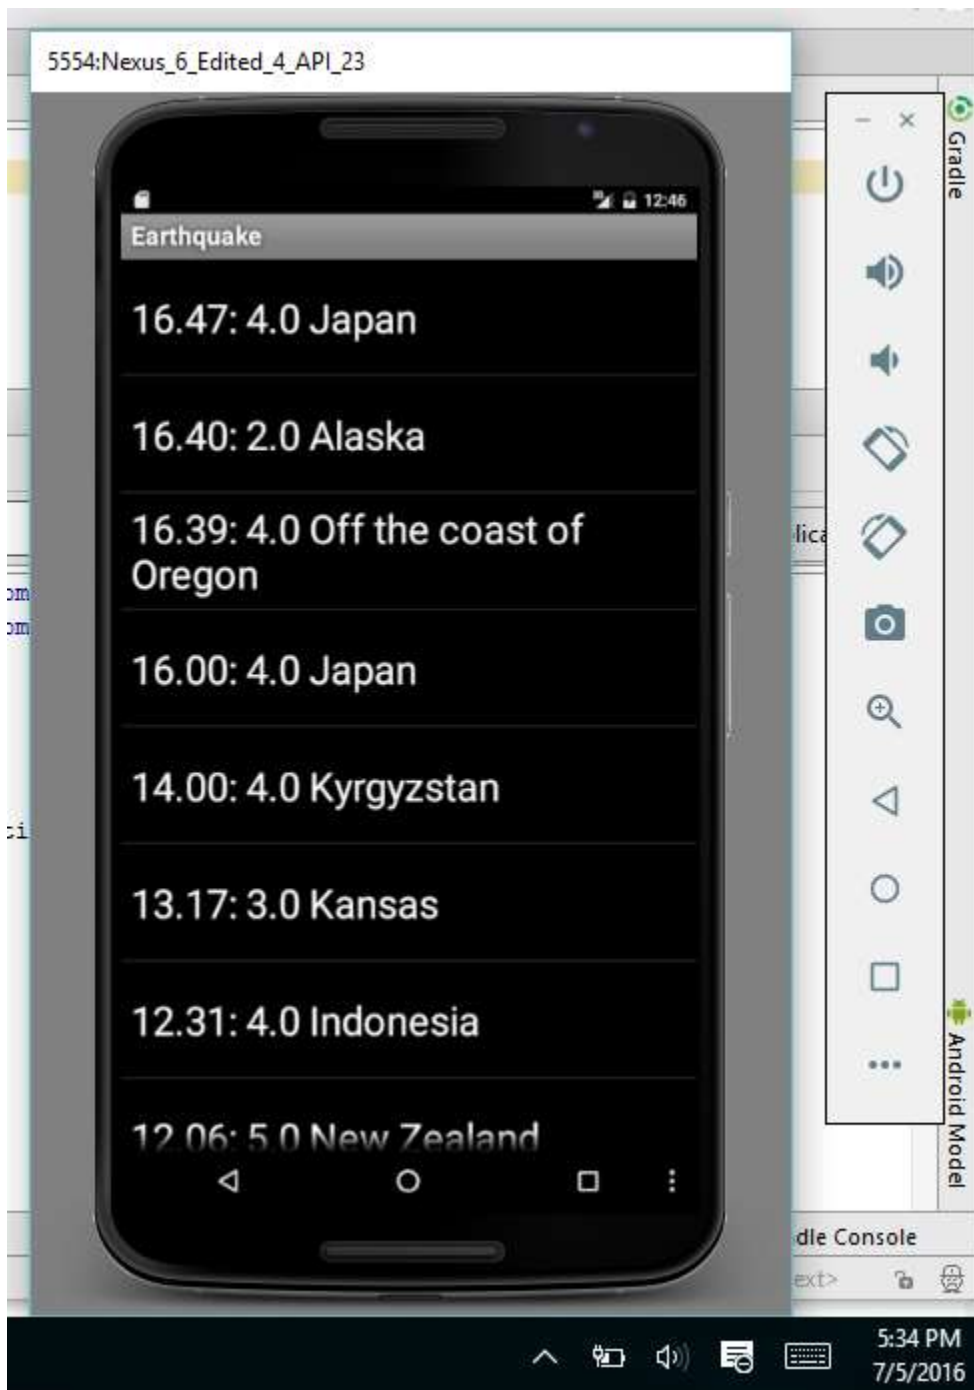 5554:Nexus_6_Edited_4_API_23
Gradle
12:46
Earthquake
16.47: 4.0 Japan
16.40: 2.0 Alaska
16.39: 4.0 Off the coast of
Oregon
16.00: 4.0 Japan
14.00: 4.0 Kyrgyzstan
13.17: 3.0 Kansas
12.31: 4.0 Indonesia
12.06: 5.0 New Zealand
Android Model
dle Console
ext>
5:34 PM
7/5/2016